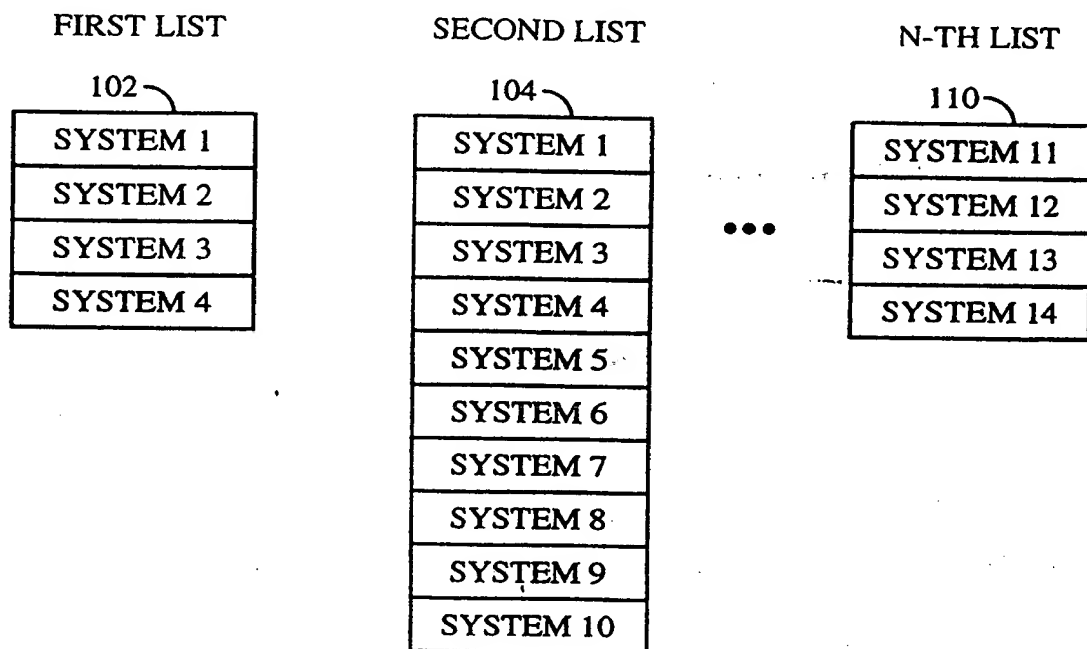 FIRST LIST
102
SYSTEM 1
SYSTEM 2
SYSTEM 3
SYSTEM 4
SECOND LIST
104
SYSTEM 1
SYSTEM 2
SYSTEM 3
SYSTEM 4
SYSTEM 5
SYSTEM 6
SYSTEM 7
SYSTEM 8
SYSTEM 9
SYSTEM 10
•••
N-TH LIST
110
SYSTEM 11
SYSTEM 12
SYSTEM 13
SYSTEM 14